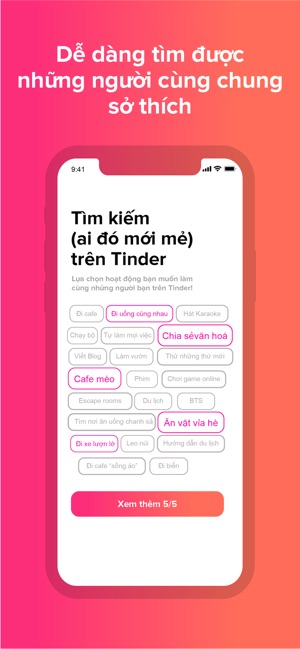 Dễ dàng tìm được
những người cùng chung
sở thích
9:41
Tìm kiếm
(ai đó mới mẻ)
trên Tinder
Lựa chọn hoạt động bạn muốn làm
cùng những người bạn trên Tinder!
Đi cafe
Đi uống cùng nhau
Hát Karaoke
Chạy bộ
Tự làm mọi việc
Chia sẻvăn hoá
Viết Blog
Làm vườn
Thử những thứ mới
Cafe mèo
Phim
Chơi game online
Escape rooms
Du lịch
BTS
Tìm nơi ăn uống chanh sả
Ăn vặt vỉa hè
Đi xe lượn lờ
Leo núi
Hướng dẫn du lịch
Đi cafe “sống ảo”
Đi biển
Xem thêm 5/5